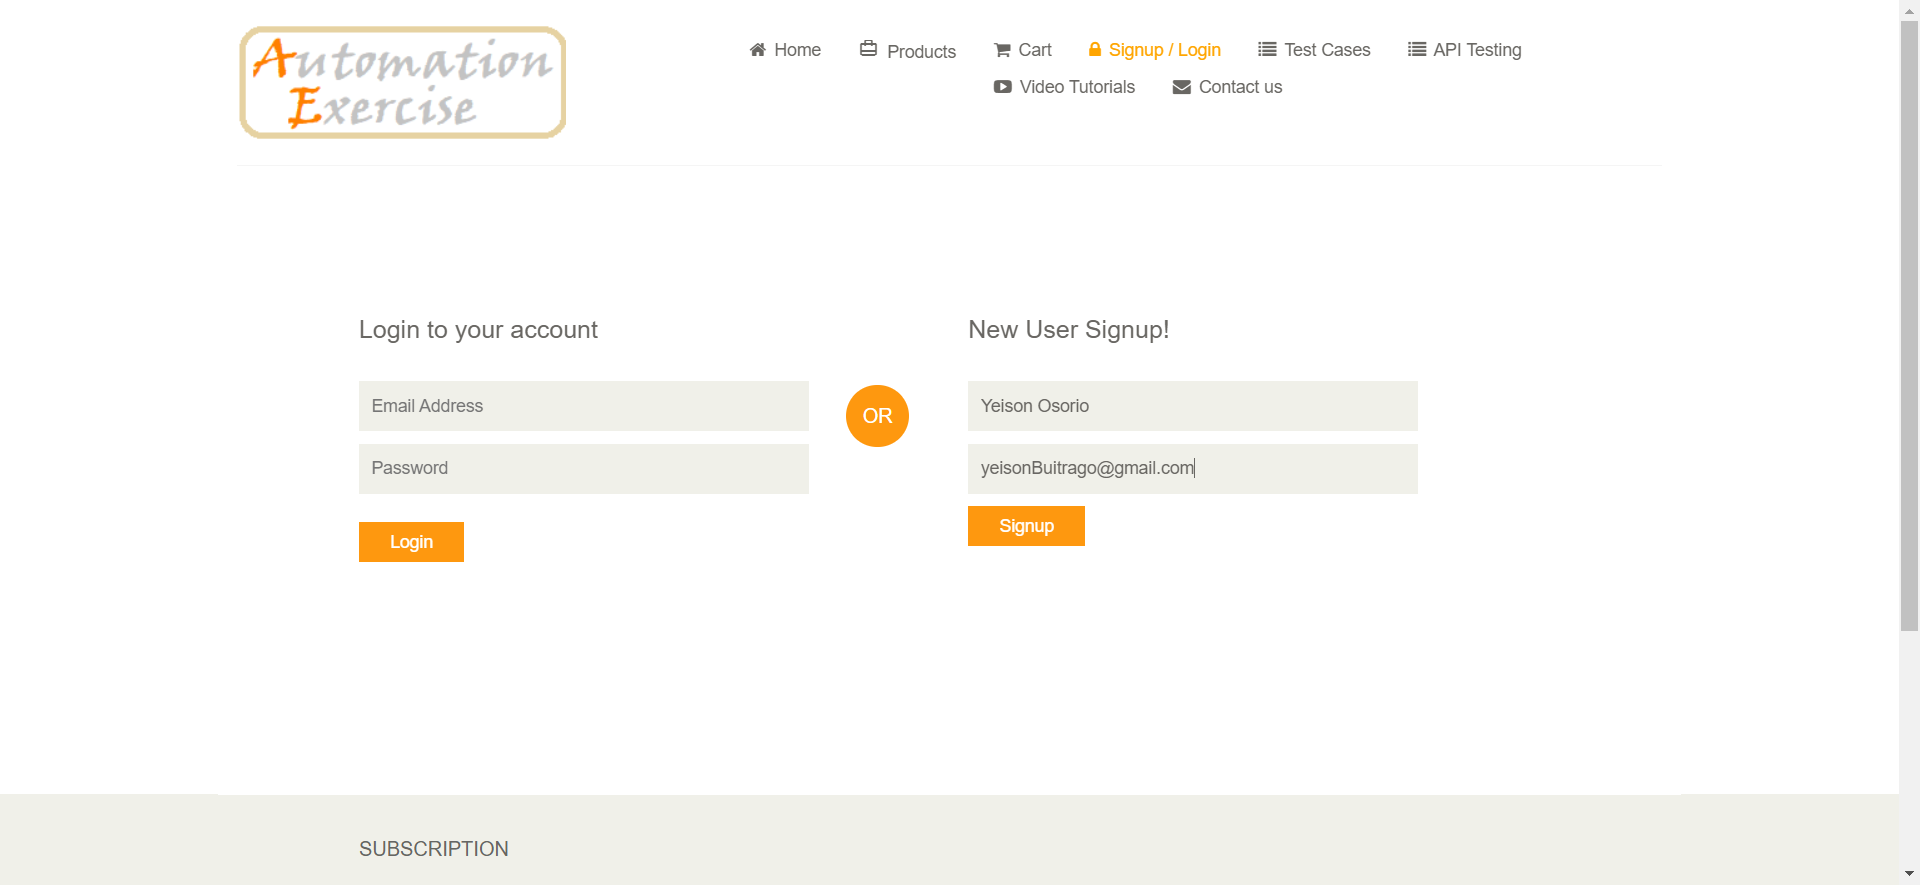 Automation
Exercise
Home
Products
Cart
Signup / Login
Test Cases
API Testing
Video Tutorials
Contact us
Login to your account
Email Address
Password
Login
OR
New User Signup!
Yeison Osorio
yeisonBuitrago@gmail.com
Signup
SUBSCRIPTION